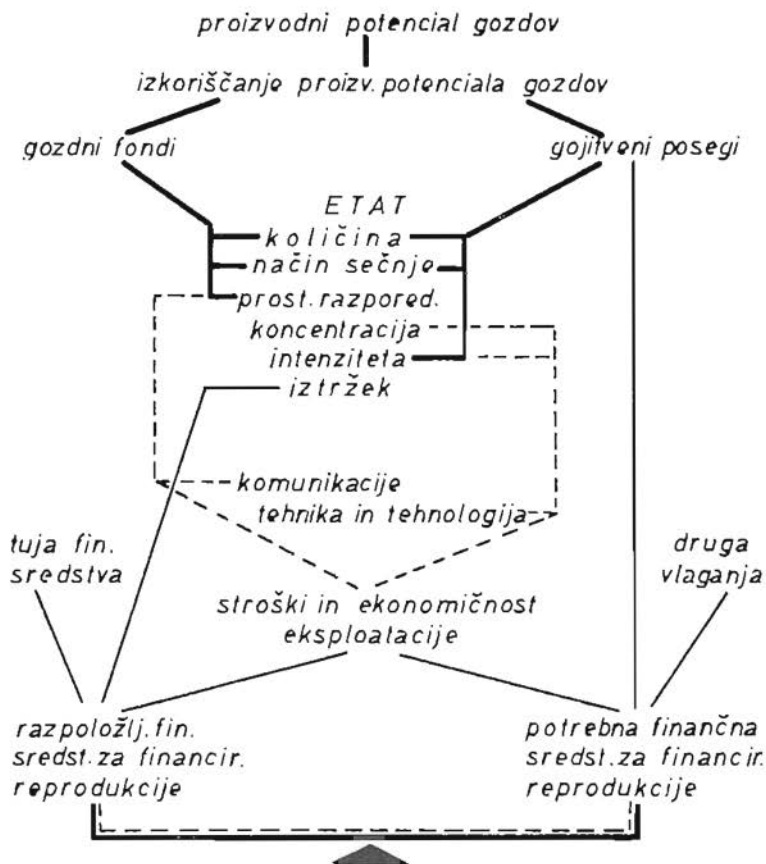 proizvodni potencial gozdov
izkoriščanje proizv. potenciala gozdov
gozdni fondi
gojitveni posegi
ETAT
količina
način sečnje
prost. razpored.
koncentracija
intenziteta
iztržek
komunikacije
tehnika in tehnologija
tuja fin.
sredstva
druga
vlaganja
stroški in ekonomičnost
eksploatacije
razpoložlj. fin.
sredst. za financir.
reprodukcije
potrebna finančna
sredst. za financir.
reprodukcije